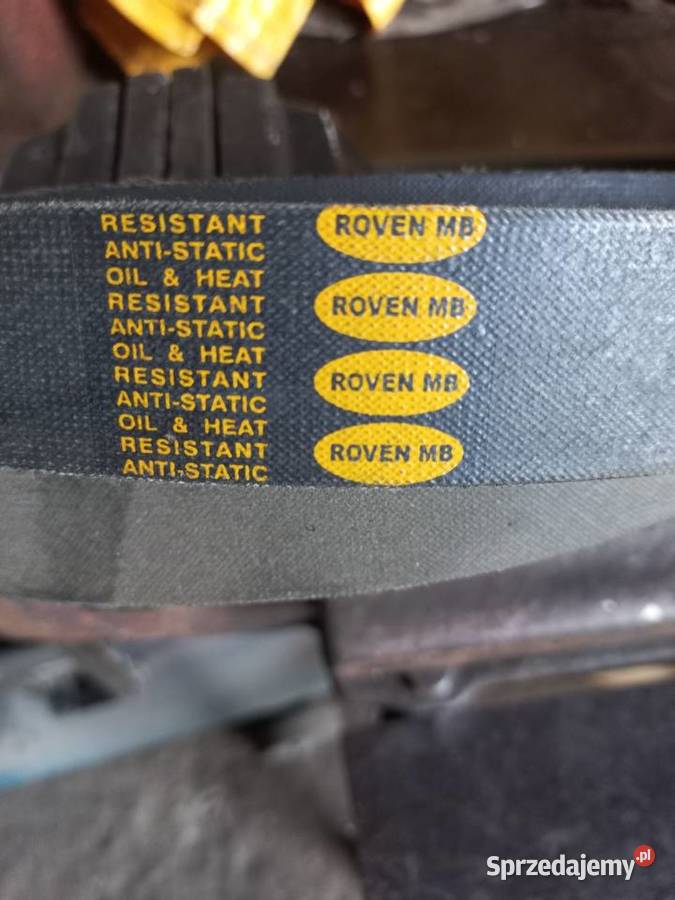 RESISTANT
ANTI-STATIC
OIL & HEAT
RESISTANT
ANTI-STATIC
OIL & HEAT
RESISTANT
ANTI-STATIC
OIL & HEAT
RESISTANT
ANTI-STATIC
ROVEN MB
ROVEN MB
ROVEN MB
ROVEN MB
Sprzedajemy.pl